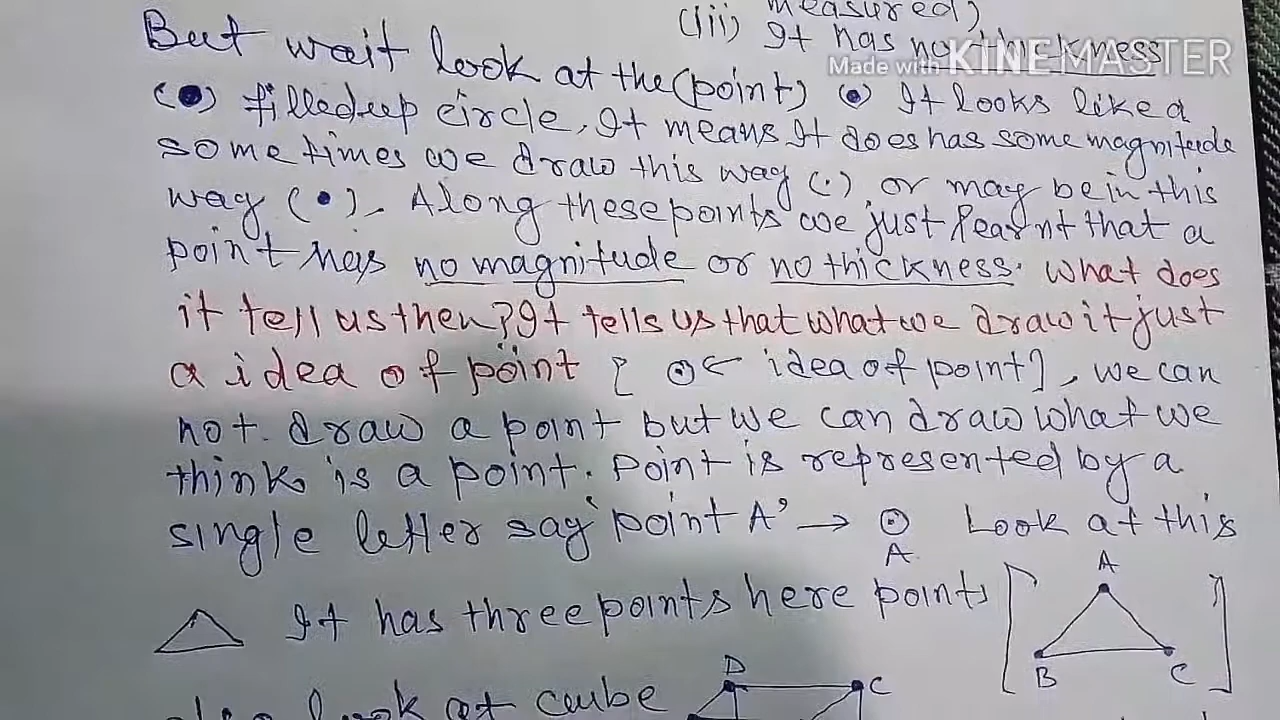 measured)
(iii) It has no thickness
Made with KINEMASTER
But wait look at the (point) (•) It looks like a
(•) filledup circle. It means It does has some magnitude
some times we draw this way (.) or may be in this
way (•). Along these points we just learnt that a
point has no magnitude or no thickness. What does
it tell us then? It tells us that what we draw it just
a idea of point [ ⊙← idea of point], we can
not draw a point but we can draw what we
think is a point. Point is represented by a
single letter say 'point A' → ⊙ Look at this
A
△ It has three points here points
A
B C
also look at cube
D C